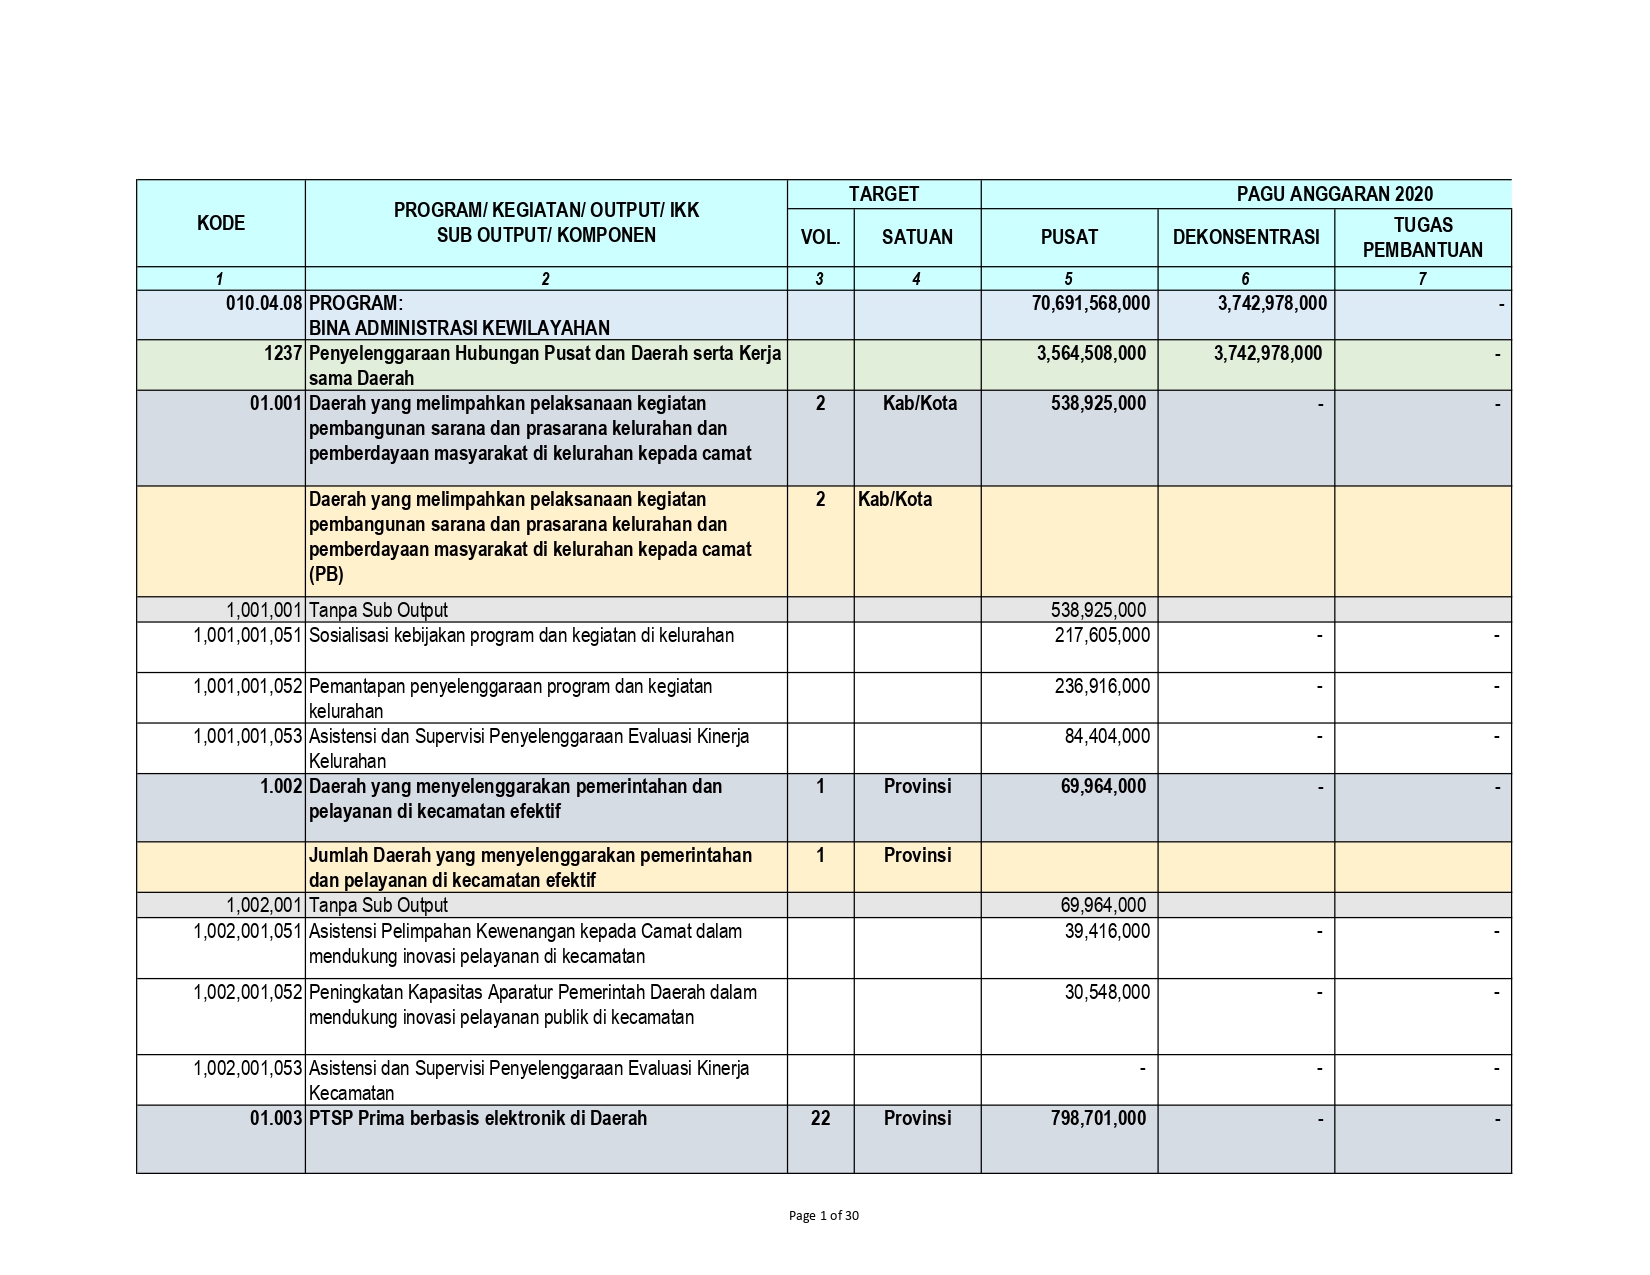 KODE PROGRAM/ KEGIATAN/ OUTPUT/ IKK TARGET PAGU ANGGARAN 2020
SUB OUTPUT/ KOMPONEN VOL. SATUAN PUSAT DEKONSENTRASI TUGAS
PEMBANTUAN
1 2 3 4 5 6 7
010.04.08 PROGRAM: 70,691,568,000 3,742,978,000 -
BINA ADMINISTRASI KEWILAYAHAN
1237 Penyelenggaraan Hubungan Pusat dan Daerah serta Kerja 3,564,508,000 3,742,978,000 -
sama Daerah
01.001 Daerah yang melimpahkan pelaksanaan kegiatan 2 Kab/Kota 538,925,000 - -
pembangunan sarana dan prasarana kelurahan dan
pemberdayaan masyarakat di kelurahan kepada camat
Daerah yang melimpahkan pelaksanaan kegiatan 2 Kab/Kota
pembangunan sarana dan prasarana kelurahan dan
pemberdayaan masyarakat di kelurahan kepada camat
(PB)
1,001,001 Tanpa Sub Output 538,925,000
1,001,001,051 Sosialisasi kebijakan program dan kegiatan di kelurahan 217,605,000 - -
1,001,001,052 Pemantapan penyelenggaraan program dan kegiatan 236,916,000 - -
kelurahan
1,001,001,053 Asistensi dan Supervisi Penyelenggaraan Evaluasi Kinerja 84,404,000 - -
Kelurahan
1.002 Daerah yang menyelenggarakan pemerintahan dan 1 Provinsi 69,964,000 - -
pelayanan di kecamatan efektif
Jumlah Daerah yang menyelenggarakan pemerintahan 1 Provinsi
dan pelayanan di kecamatan efektif
1,002,001 Tanpa Sub Output 69,964,000
1,002,001,051 Asistensi Pelimpahan Kewenangan kepada Camat dalam 39,416,000 - -
mendukung inovasi pelayanan di kecamatan
1,002,001,052 Peningkatan Kapasitas Aparatur Pemerintah Daerah dalam 30,548,000 - -
mendukung inovasi pelayanan publik di kecamatan
1,002,001,053 Asistensi dan Supervisi Penyelenggaraan Evaluasi Kinerja - - -
Kecamatan
01.003 PTSP Prima berbasis elektronik di Daerah 22 Provinsi 798,701,000 - -
Page 1 of 30